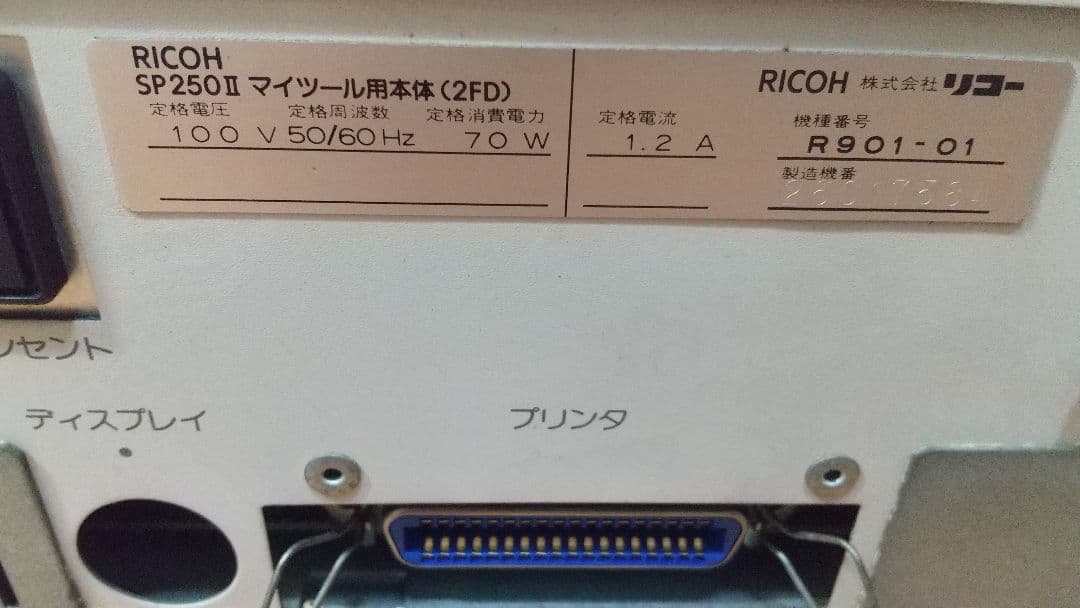 RICOH
SP250Ⅱ マイツール用本体(2FD)
定格電圧 定格周波数 定格消費電力
100 V 50/60Hz 70 W
定格電流
1.2 A
RICOH 株式会社 リコー
機種番号
R901-01
製造機番
ンセント
ディスプレイ
プリンタ